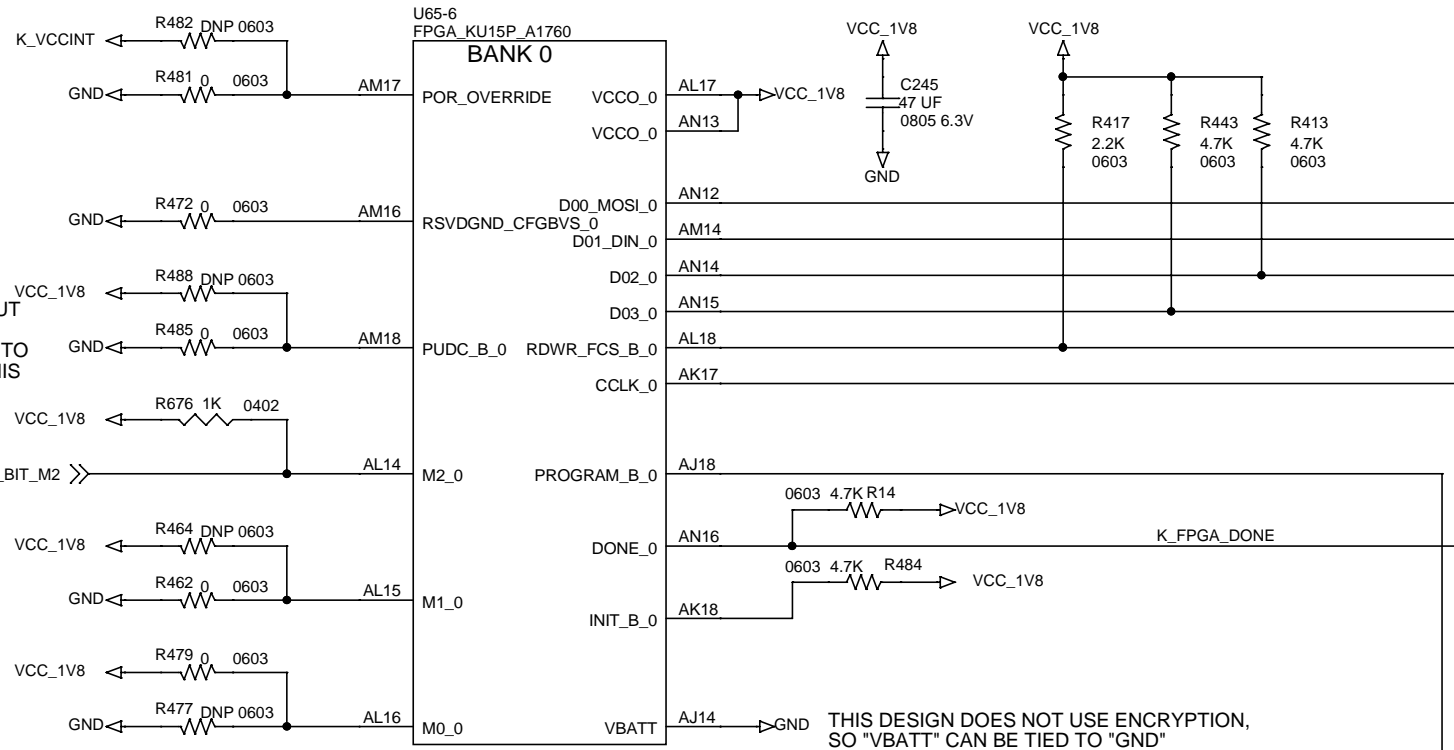 U65-6
FPGA_KU15P_A1760
BANK 0
K_VCCINT
R482 DNP 0603
GND
R481 0 0603
AM17
POR_OVERRIDE
GND
R472 0 0603
AM16
RSVDGND_CFGBVS_0
VCC_1V8
R488 DNP 0603
UT
GND
R485 0 0603
AM18
PUDC_B_0
TO
HIS
VCC_1V8
R676 1K 0402
_BIT_M2
AL14
M2_0
VCC_1V8
R464 DNP 0603
GND
R462 0 0603
AL15
M1_0
VCC_1V8
R479 0 0603
GND
R477 DNP 0603
AL16
M0_0
VCCO_0
AL17
VCC_1V8
VCCO_0
AN13
D00_MOSI_0
AN12
D01_DIN_0
AM14
D02_0
AN14
D03_0
AN15
RDWR_FCS_B_0
AL18
CCLK_0
AK17
PROGRAM_B_0
AJ18
0603 4.7K R14
VCC_1V8
DONE_0
AN16
K_FPGA_DONE
0603 4.7K R484
VCC_1V8
INIT_B_0
AK18
VBATT
AJ14
GND
THIS DESIGN DOES NOT USE ENCRYPTION,
SO "VBATT" CAN BE TIED TO "GND"
VCC_1V8
C245
47 UF
0805 6.3V
GND
VCC_1V8
R417
2.2K
0603
R443
4.7K
0603
R413
4.7K
0603